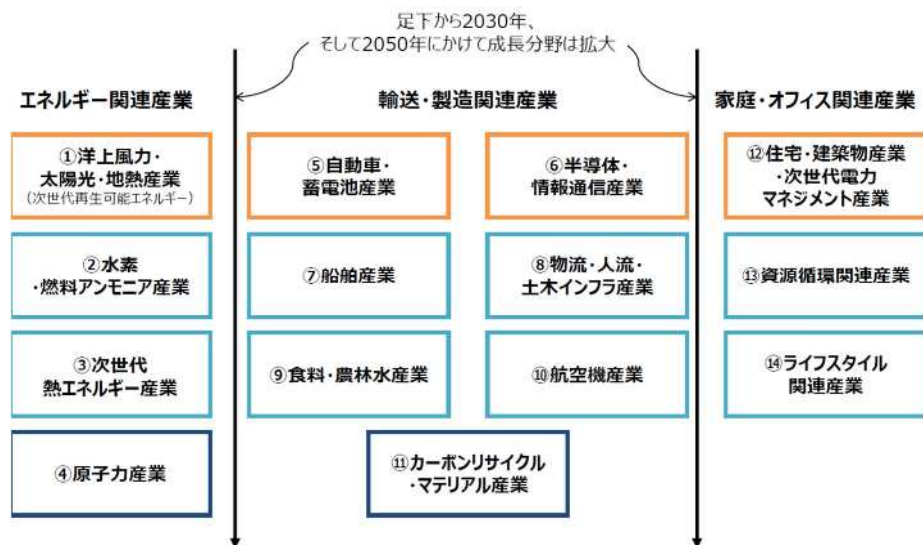 足下から2030年、
そして2050年にかけて成長分野は拡大
エネルギー関連産業
輸送・製造関連産業
家庭・オフィス関連産業
①洋上風力・
太陽光・地熱産業
(次世代再生可能エネルギー)
②水素
・燃料アンモニア産業
③次世代
熱エネルギー産業
④原子力産業
⑤自動車・
蓄電池産業
⑥半導体・
情報通信産業
⑦船舶産業
⑧物流・人流・
土木インフラ産業
⑨食料・農林水産業
⑩航空機産業
⑪カーボンリサイクル
・マテリアル産業
⑫住宅・建築物産業
・次世代電力
マネジメント産業
⑬資源循環関連産業
⑭ライフスタイル
関連産業